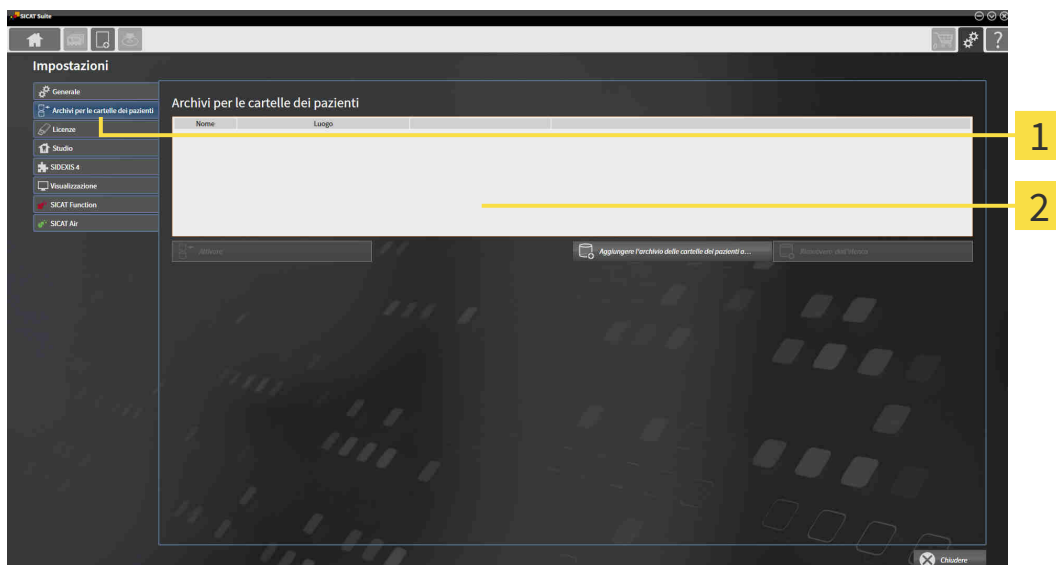 SICAT Suite
?
Impostazioni
Generale
Archivi per le cartelle dei pazienti
Licenze
Studio
SIDEXIS 4
Visualizzazione
SICAT Function
SICAT Air
Archivi per le cartelle dei pazienti
Nome Luogo
Attivare
Aggiungere l'archivio delle cartelle dei pazienti a...
Rimuovere dall'elenco
Chiudere
1
2